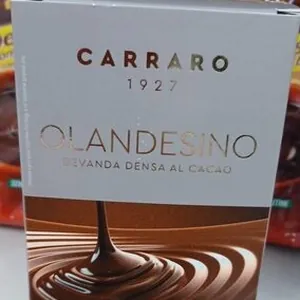 CARRARO
1927
OLANDESINO
BEVANDA DENSA AL CACAO